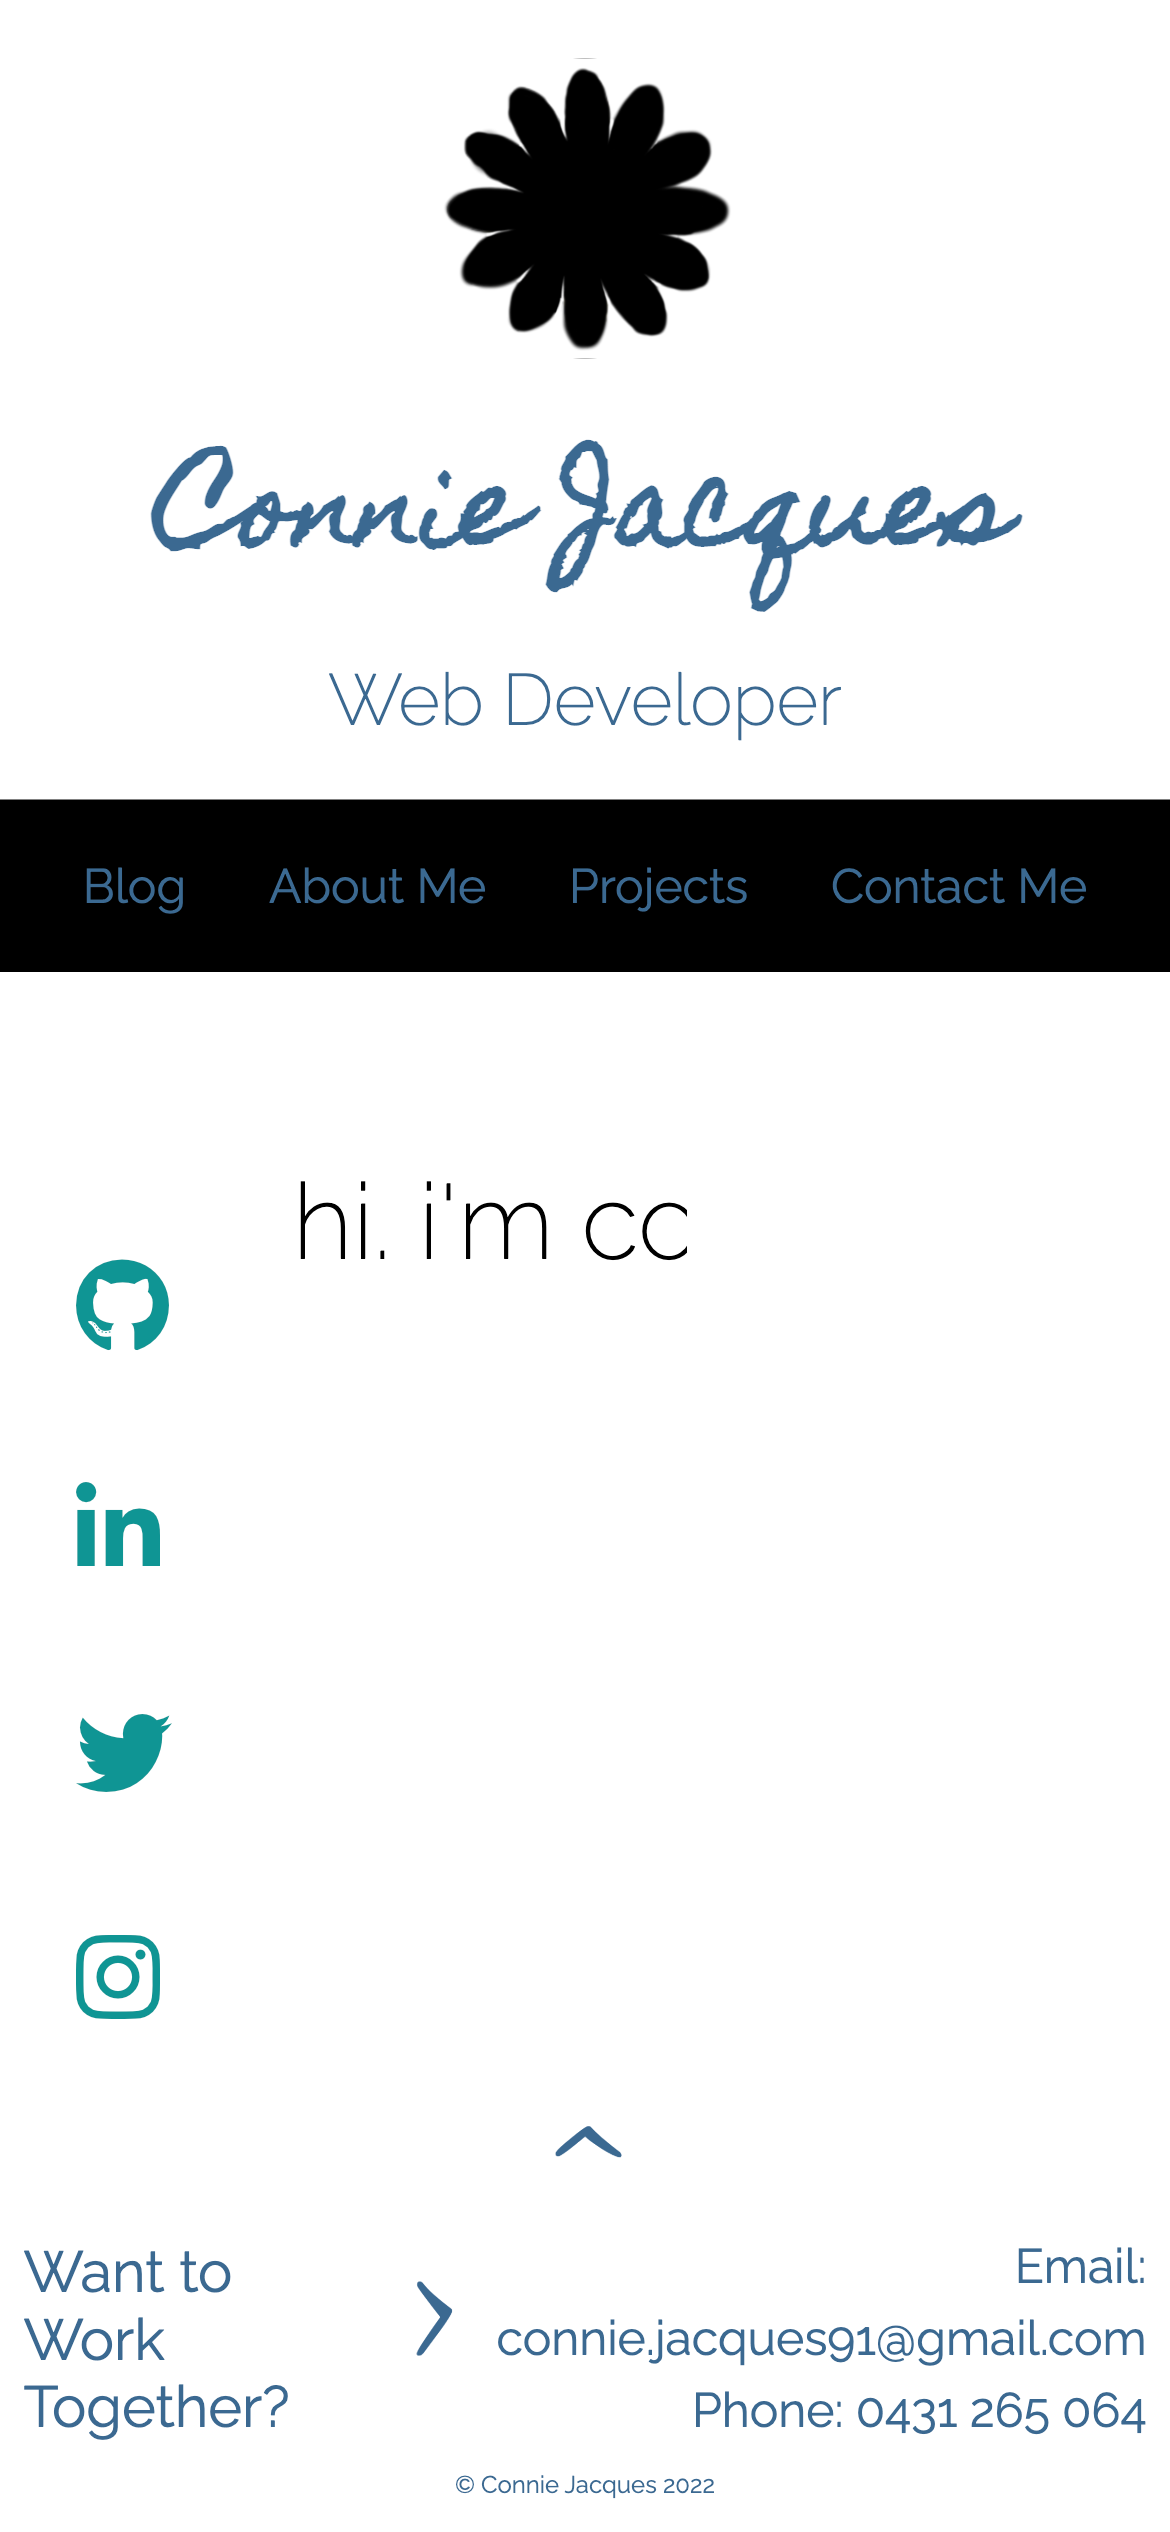 Connie Jacques
Web Developer
Blog About Me Projects Contact Me
hi. i'm cc
in
Want to
Work
Together?
Email:
connie.jacques91@gmail.com
Phone: 0431 265 064
© Connie Jacques 2022